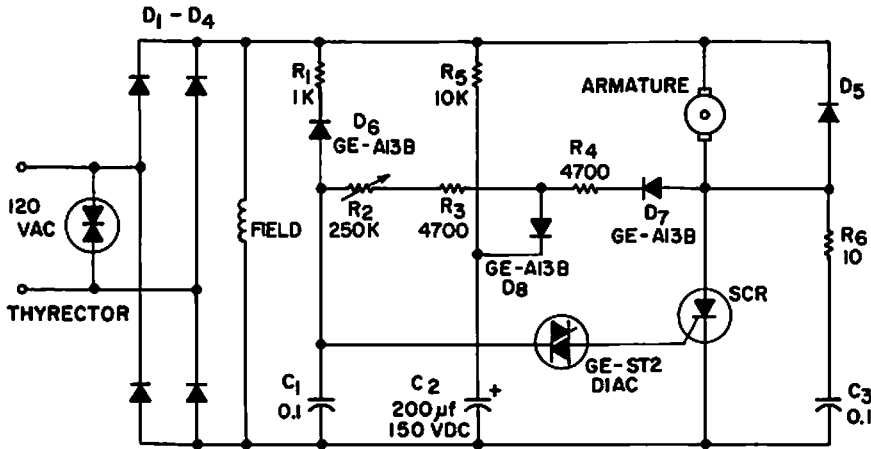 D1 – D4
R1
1K
D6
GE-A13B
R5
10K
ARMATURE
D5
R4
4700
120
VAC
FIELD
R2
250K
R3
4700
D7
GE-A13B
GE-A13B
D8
R6
10
THYRECTOR
SCR
GE-ST2
DIAC
C1
0.1
C2
200µf
150 VDC
+
C3
0.1